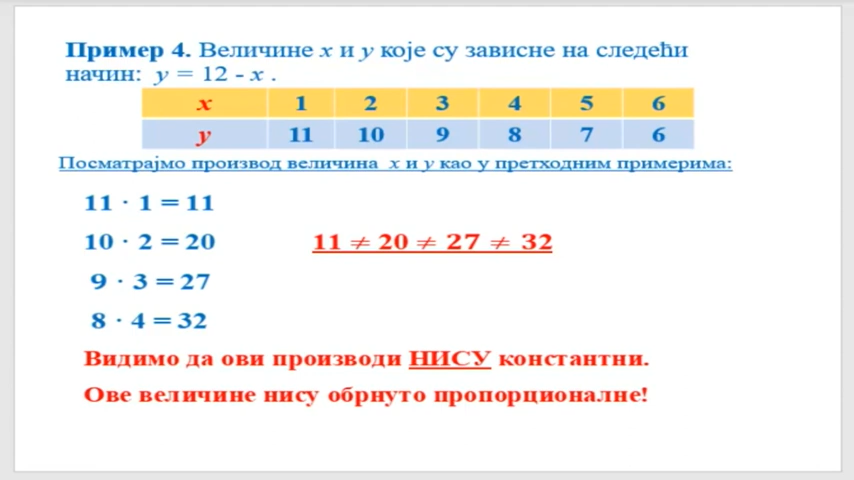 Пример 4. Величине x и y које су зависне на следећи
начин: y = 12 - x .
x 1 2 3 4 5 6
y 11 10 9 8 7 6
Посматрајмо производ величина x и y као у претходним примерима:
11 · 1 = 11
10 · 2 = 20 11 ≠ 20 ≠ 27 ≠ 32
9 · 3 = 27
8 · 4 = 32
Видимо да ови производи НИСУ константни.
Ове величине нису обрнуто пропорционалне!